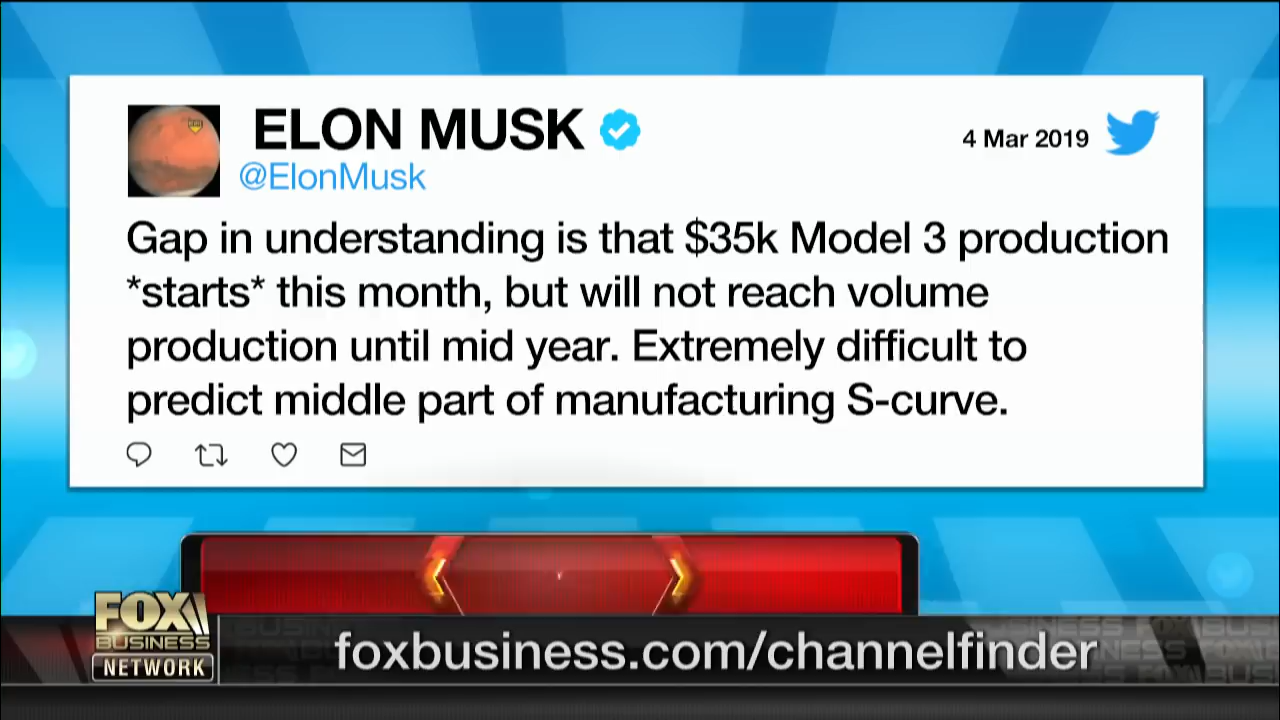 ELON MUSK
4 Mar 2019
@ElonMusk
Gap in understanding is that $35k Model 3 production
*starts* this month, but will not reach volume
production until mid year. Extremely difficult to
predict middle part of manufacturing S-curve.
FOX
BUSINESS
NETWORK
foxbusiness.com/channelfinder